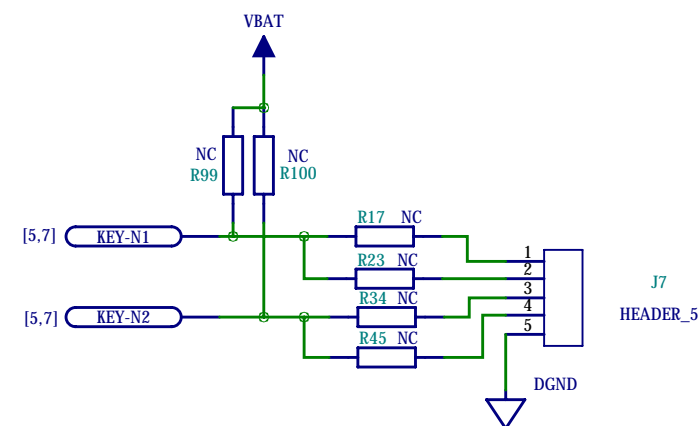 VBAT
NC
R99
NC
R100
[5,7]
KEY-N1
R17 NC
R23 NC
1
2
3
4
5
J7
HEADER_5
[5,7]
KEY-N2
R34 NC
R45 NC
DGND